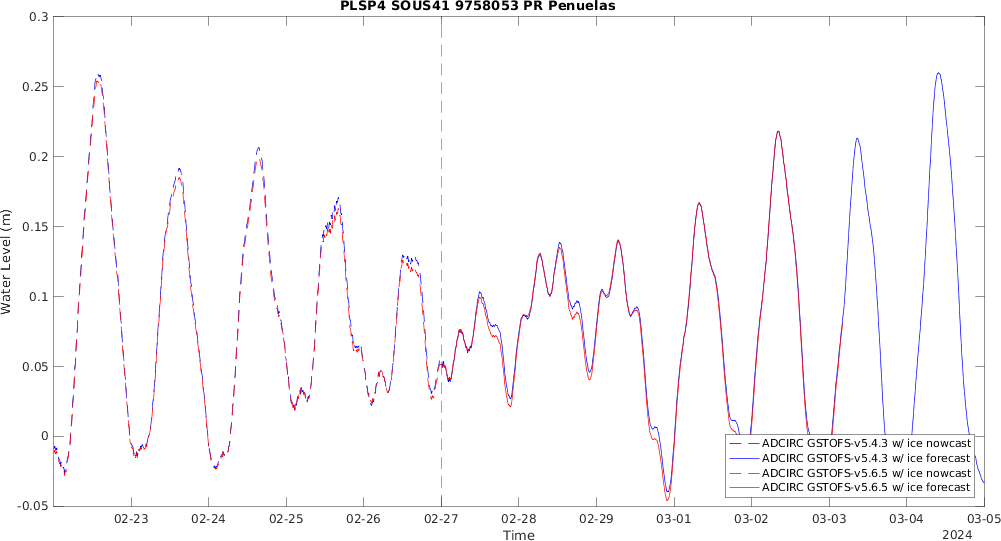 PLSP4 SOUS41 9758053 PR Penuelas
0.3
0.25
0.2
0.15
0.1
0.05
0
-0.05
Water Level (m)
ADCIRC GSTOFS-v5.4.3 w/ ice nowcast
ADCIRC GSTOFS-v5.4.3 w/ ice forecast
ADCIRC GSTOFS-v5.6.5 w/ ice nowcast
ADCIRC GSTOFS-v5.6.5 w/ ice forecast
02-23 02-24 02-25 02-26 02-27 02-28 02-29 03-01 03-02 03-03 03-04 03-05
Time
2024